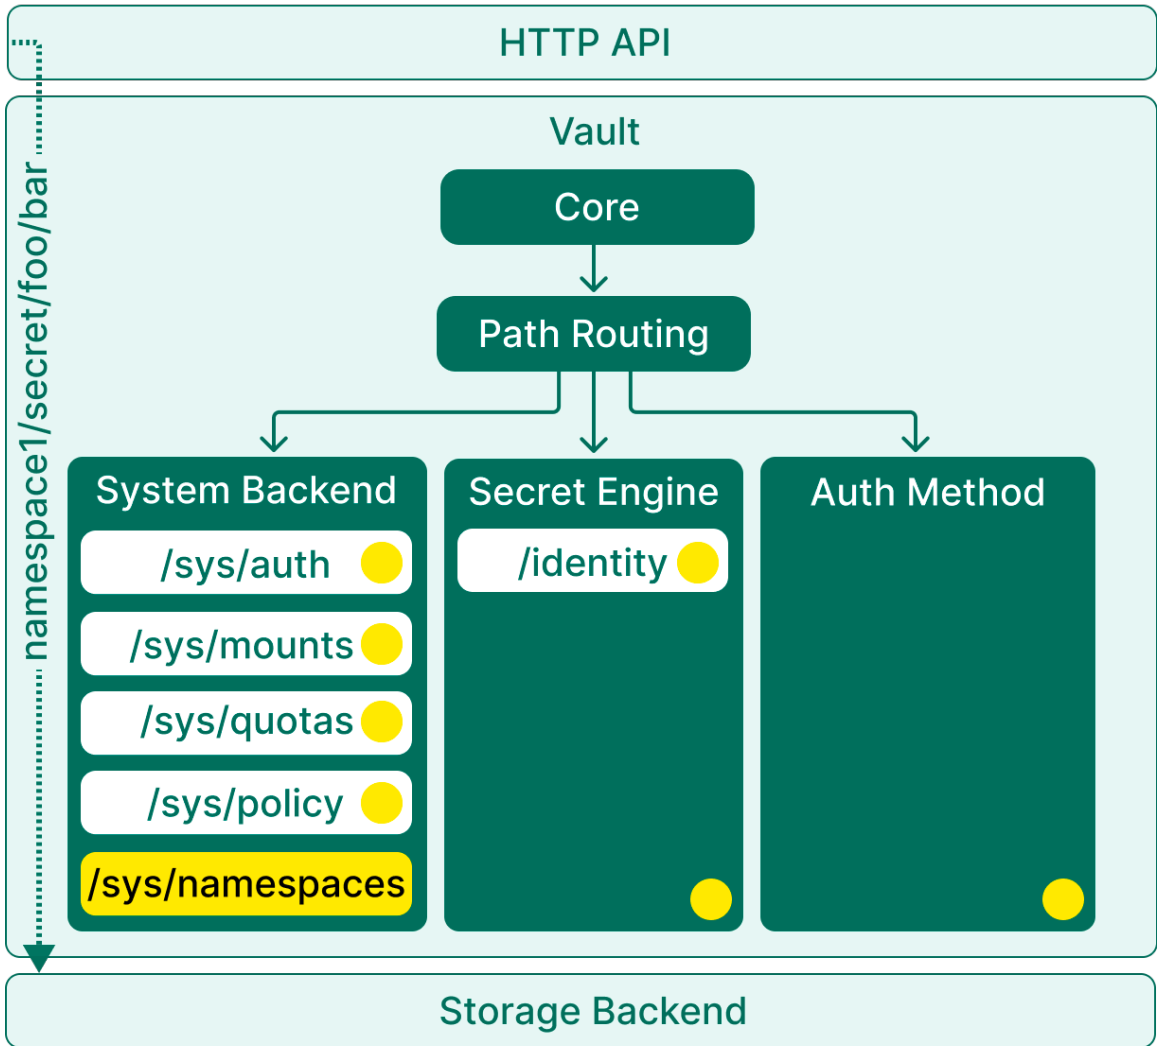 HTTP API
Vault
Core
Path Routing
namespace1/secret/foo/bar
System Backend
/sys/auth
/sys/mounts
/sys/quotas
/sys/policy
/sys/namespaces
Secret Engine
/identity
Auth Method
Storage Backend